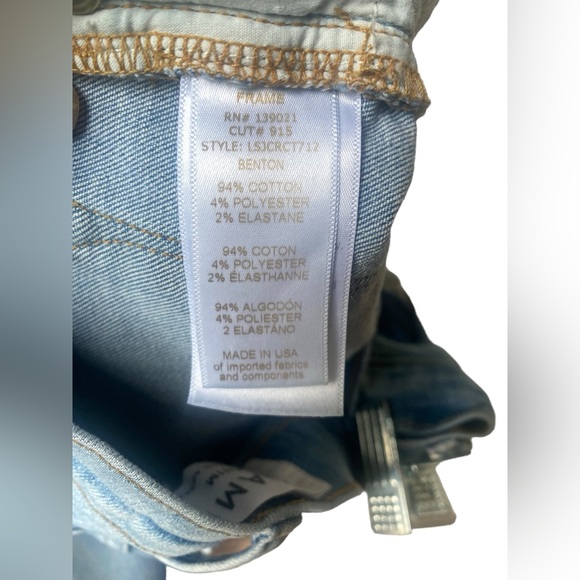 FRAME
RN# 139021
CUT# 915
STYLE: LSJCRCT712
BENTON
94% COTTON
4% POLYESTER
2% ELASTANE
94% COTON
4% POLYESTER
2% ÉLASTHANNE
94% ALGODÓN
4% POLIESTER
2 ELASTÁNO
MADE IN USA
of imported fabrics
and components
AM